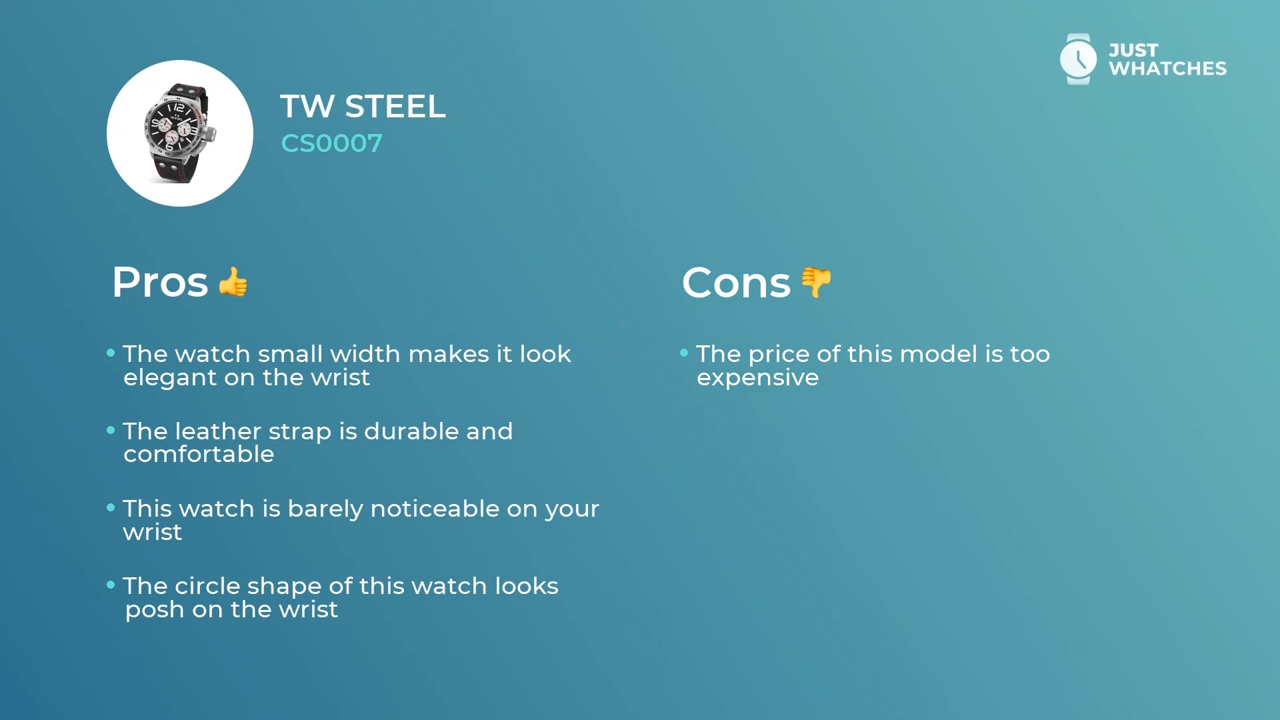 JUST
WHATCHES
TW STEEL
CS0007
Pros 👍
• The watch small width makes it look
elegant on the wrist
• The leather strap is durable and
comfortable
• This watch is barely noticeable on your
wrist
• The circle shape of this watch looks
posh on the wrist
Cons 👎
• The price of this model is too
expensive